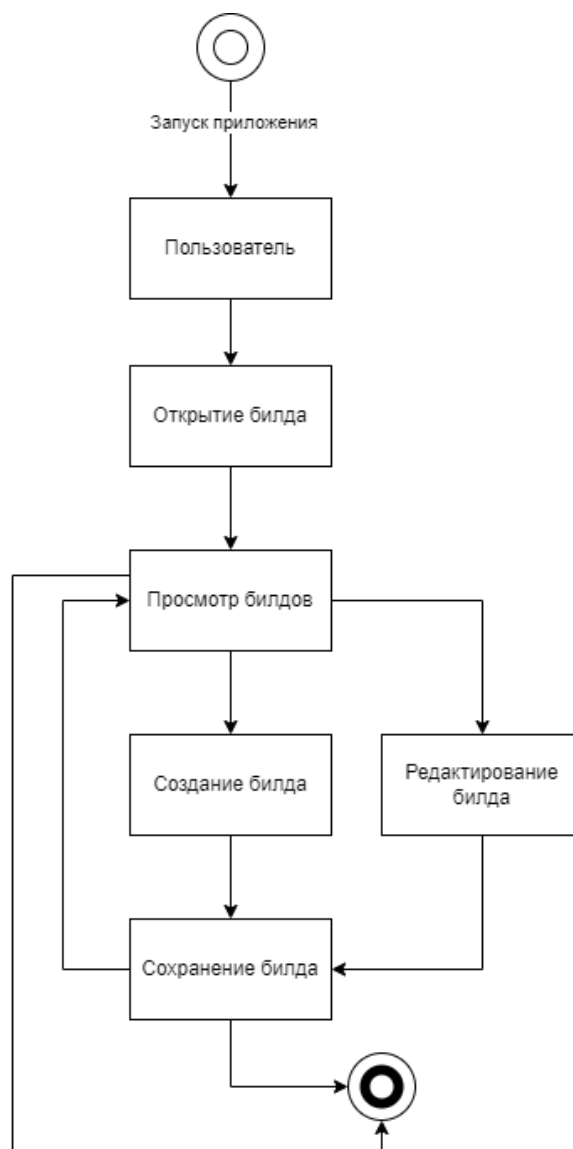 Запуск приложения
Пользователь
Открытие билда
Просмотр билдов
Создание билда
Редактирование
билда
Сохранение билда